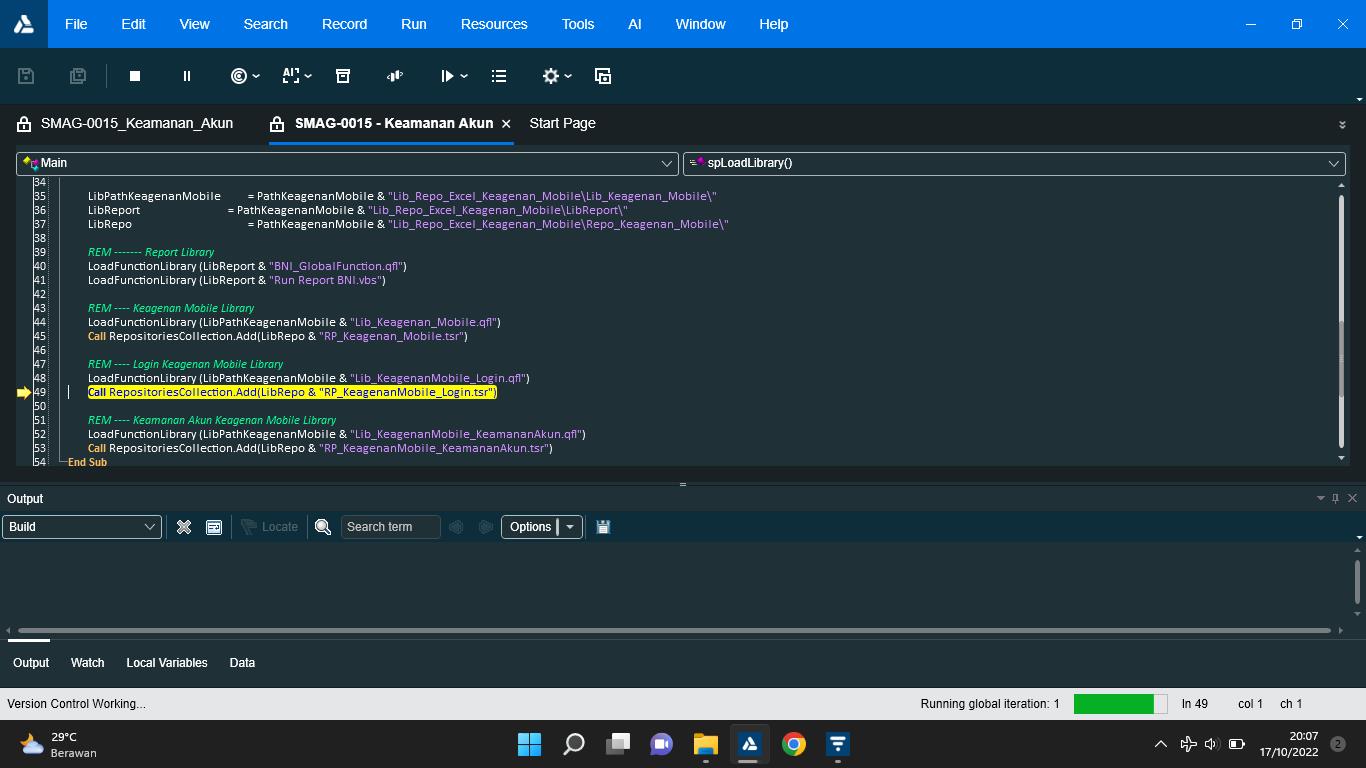 File Edit View Search Record Run Resources Tools AI Window Help
SMAG-0015_Keamanan_Akun SMAG-0015 - Keamanan Akun Start Page
Main spLoadLibrary()
34
35 LibPathKeagenanMobile = PathKeagenanMobile & "Lib_Repo_Excel_Keagenan_Mobile\Lib_Keagenan_Mobile\"
36 LibReport = PathKeagenanMobile & "Lib_Repo_Excel_Keagenan_Mobile\LibReport\"
37 LibRepo = PathKeagenanMobile & "Lib_Repo_Excel_Keagenan_Mobile\Repo_Keagenan_Mobile\"
38
39 REM ------- Report Library
40 LoadFunctionLibrary (LibReport & "BNI_GlobalFunction.qfl")
41 LoadFunctionLibrary (LibReport & "Run Report BNI.vbs")
42
43 REM ---- Keagenan Mobile Library
44 LoadFunctionLibrary (LibPathKeagenanMobile & "Lib_Keagenan_Mobile.qfl")
45 Call RepositoriesCollection.Add(LibRepo & "RP_Keagenan_Mobile.tsr")
46
47 REM ---- Login Keagenan Mobile Library
48 LoadFunctionLibrary (LibPathKeagenanMobile & "Lib_KeagenanMobile_Login.qfl")
49 Call RepositoriesCollection.Add(LibRepo & "RP_KeagenanMobile_Login.tsr")
50
51 REM ---- Keamanan Akun Keagenan Mobile Library
52 LoadFunctionLibrary (LibPathKeagenanMobile & "Lib_KeagenanMobile_KeamananAkun.qfl")
53 Call RepositoriesCollection.Add(LibRepo & "RP_KeagenanMobile_KeamananAkun.tsr")
54 End Sub
Output
Build Locate Search term Options
Output Watch Local Variables Data
Version Control Working... Running global iteration: 1 ln 49 col 1 ch 1
29°C
Berawan
20:07
17/10/2022
2